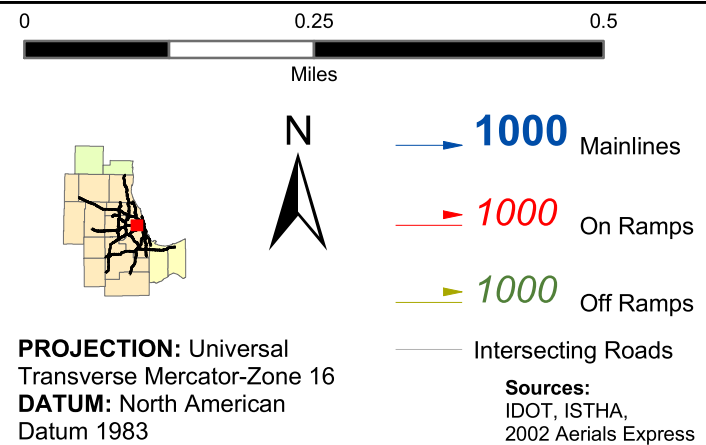 0 0.25 0.5
Miles
N
1000 Mainlines
1000 On Ramps
1000 Off Ramps
Intersecting Roads
PROJECTION: Universal
Transverse Mercator-Zone 16
DATUM: North American
Datum 1983
Sources:
IDOT, ISTHA,
2002 Aerials Express